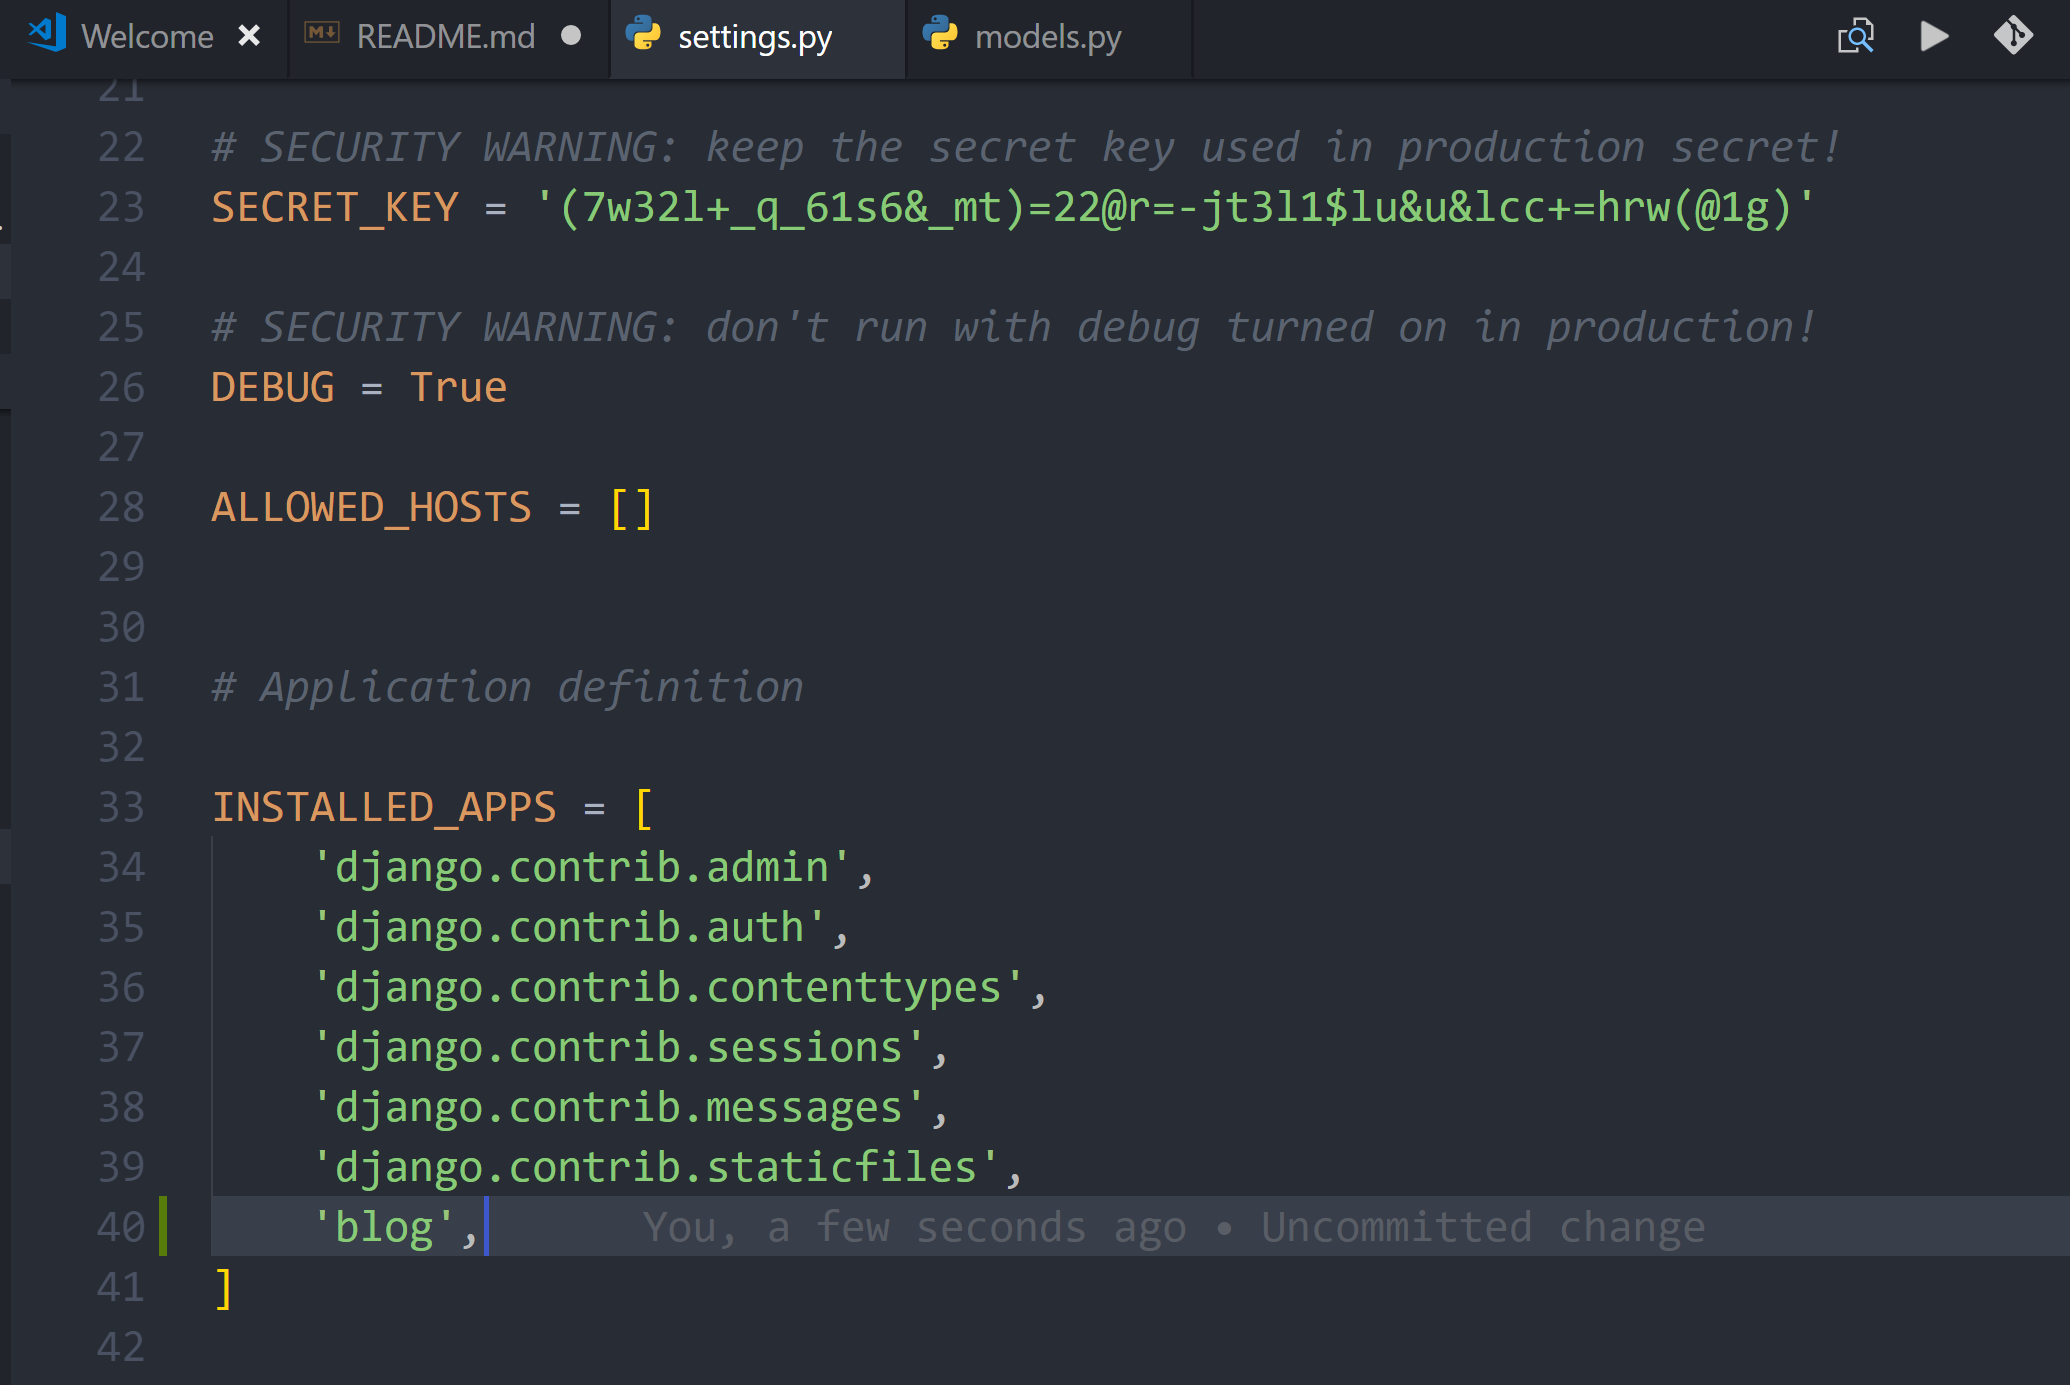 Welcome README.md settings.py models.py
21
22 # SECURITY WARNING: keep the secret key used in production secret!
23 SECRET_KEY = '(7w32l+_q_61s6&_mt)=22@r=-jt3l1$lu&u&lcc+=hrw(@1g)'
24
25 # SECURITY WARNING: don't run with debug turned on in production!
26 DEBUG = True
27
28 ALLOWED_HOSTS = []
29
30
31 # Application definition
32
33 INSTALLED_APPS = [
34     'django.contrib.admin',
35     'django.contrib.auth',
36     'django.contrib.contenttypes',
37     'django.contrib.sessions',
38     'django.contrib.messages',
39     'django.contrib.staticfiles',
40     'blog', You, a few seconds ago • Uncommitted change
41 ]
42